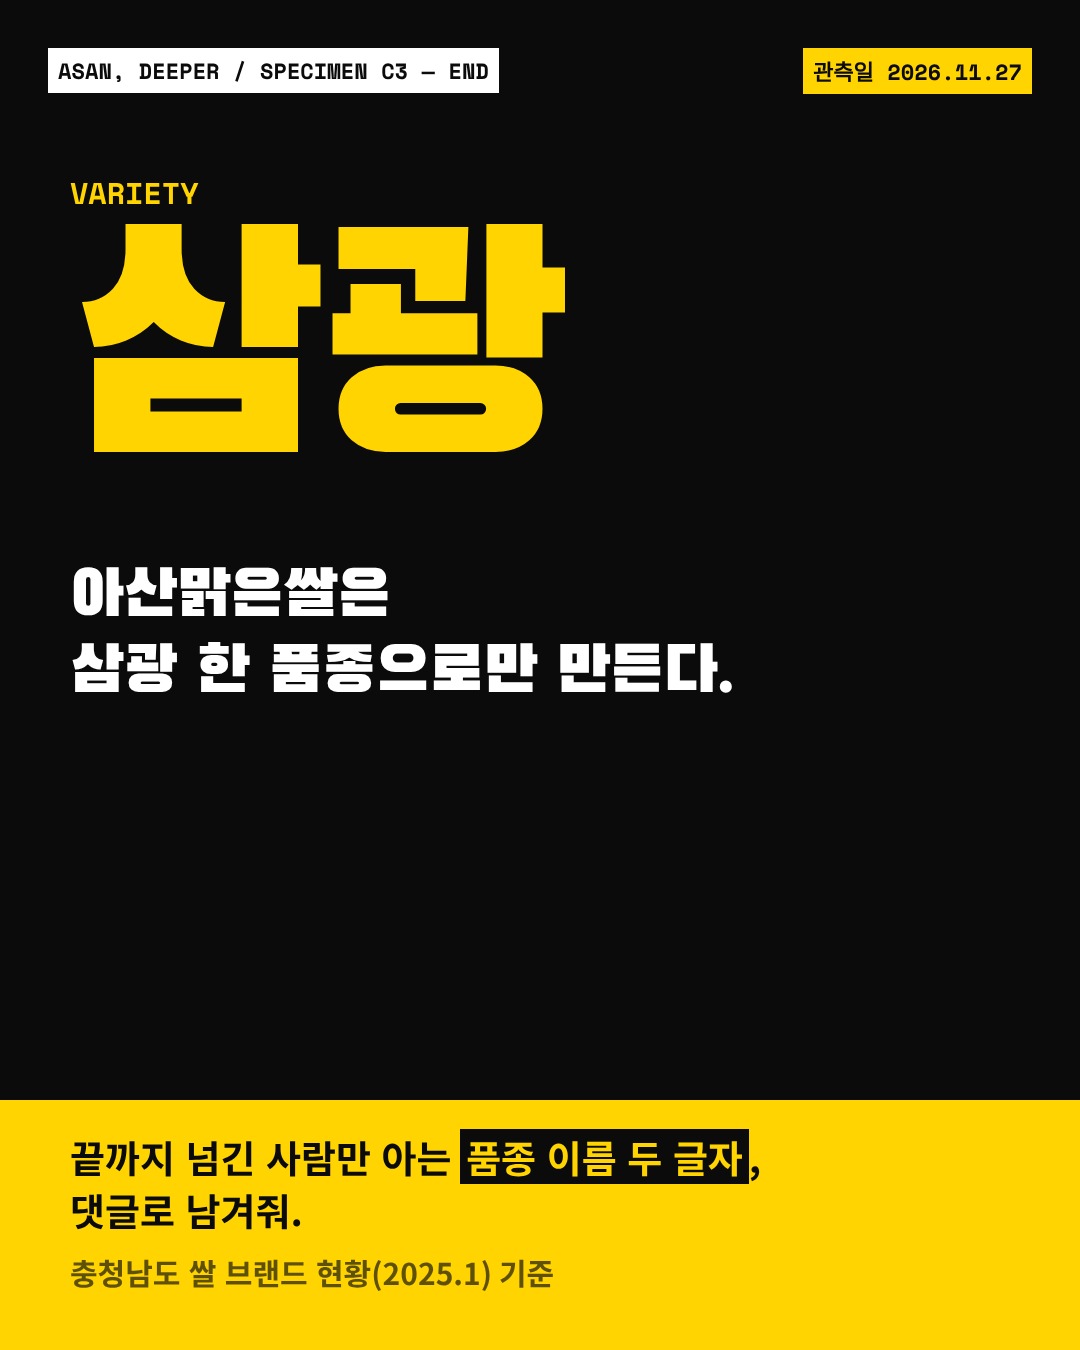 ASAN, DEEPER / SPECIMEN C3 — END
관측일 2026.11.27
VARIETY
삼광
아산맑은쌀은
삼광 한 품종으로만 만든다.
끝까지 넘긴 사람만 아는 품종 이름 두 글자,
댓글로 남겨줘.
충청남도 쌀 브랜드 현황(2025.1) 기준